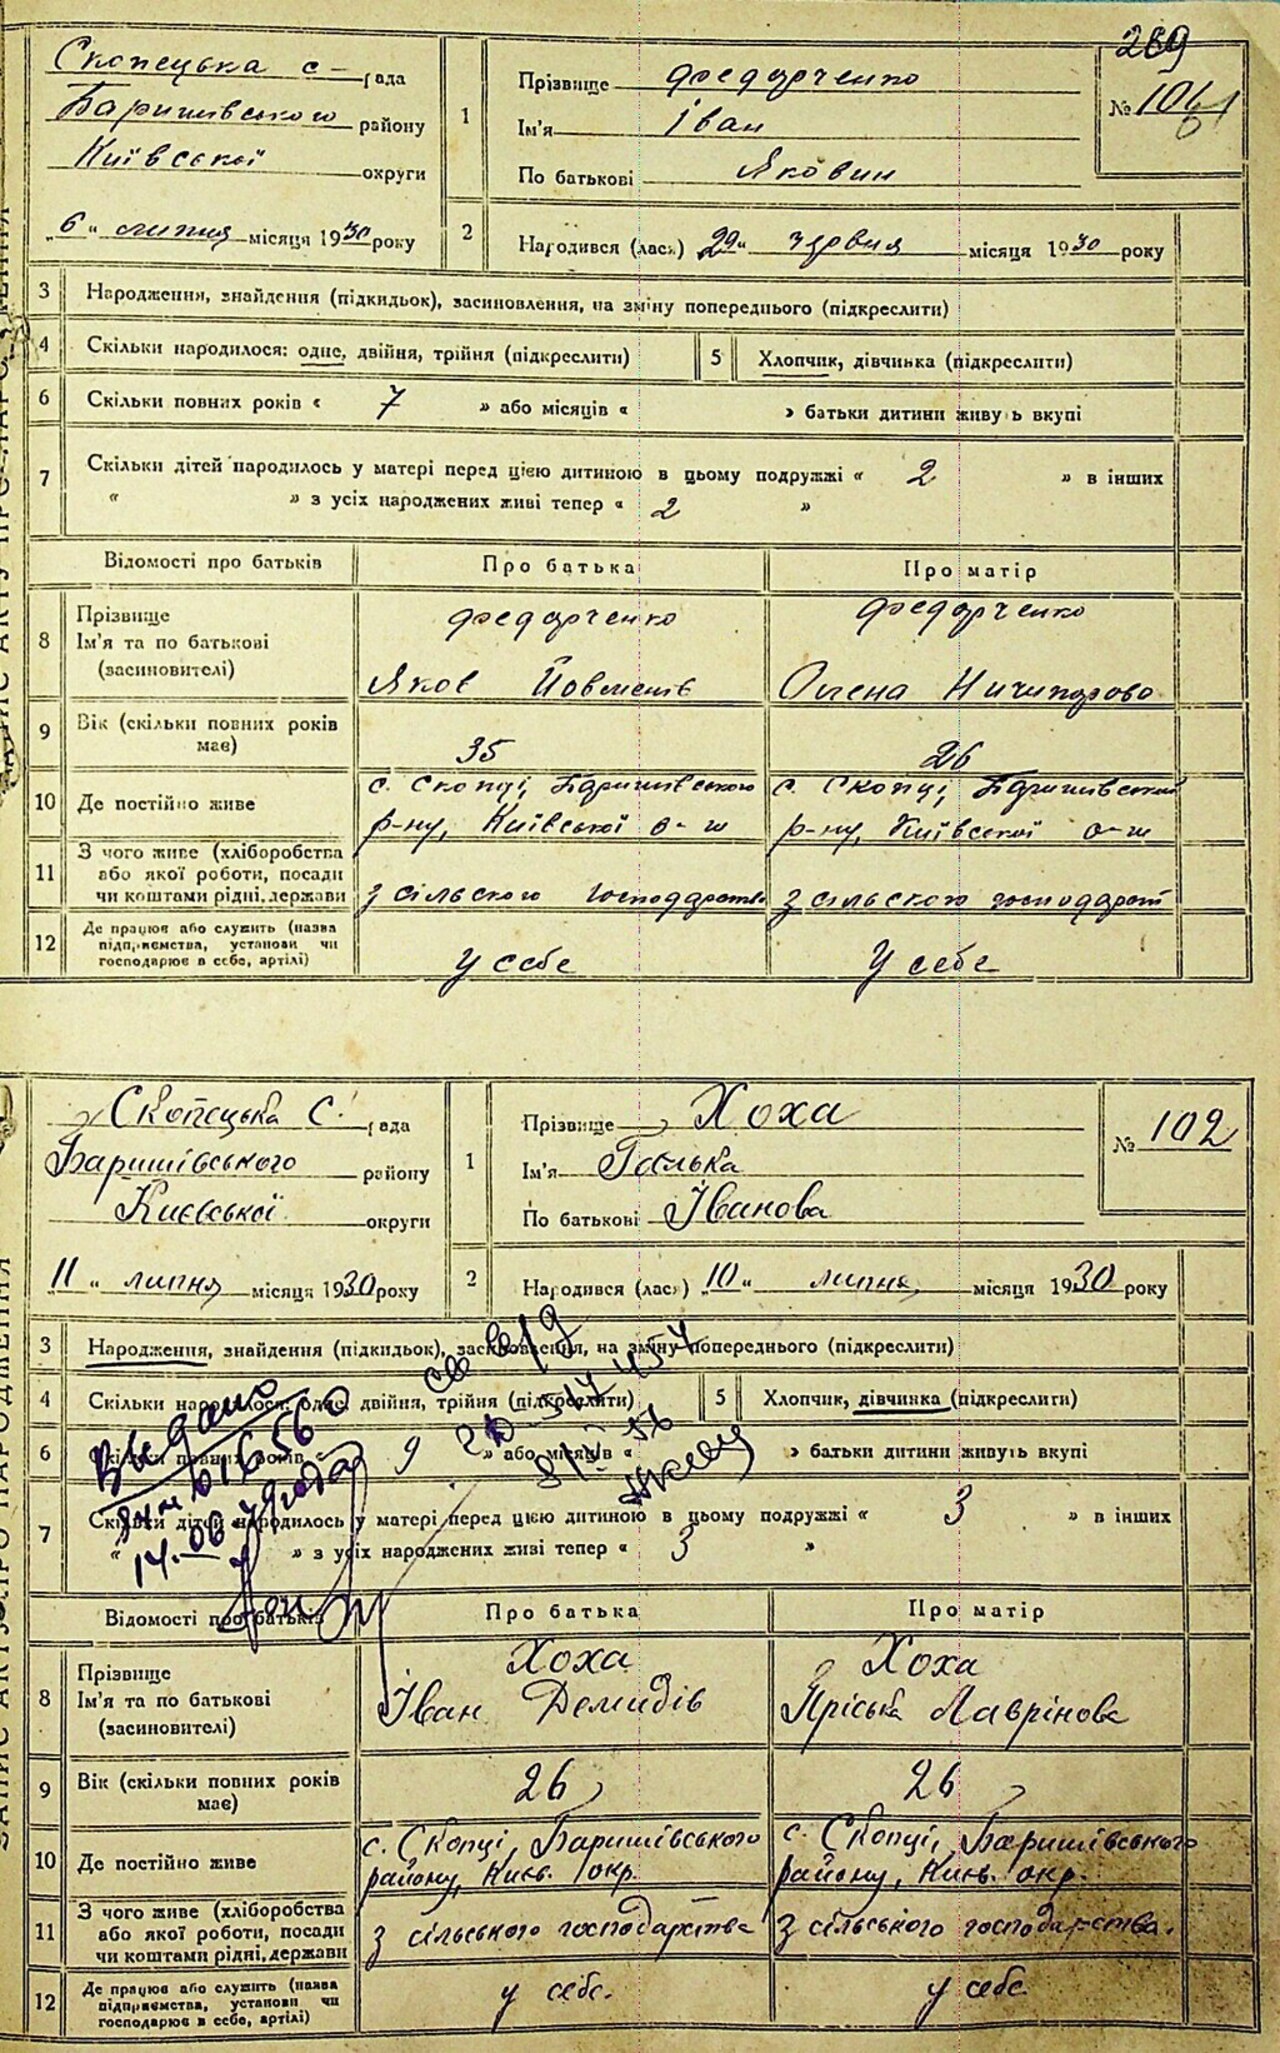 269
Скопецька с- рада
Баришівського району
Київської округи
"6" липня місяця 1930 року
1
Прізвище Федорченко
Ім'я Іван
По батькові Яковин
№ 101
2
Народився (лася) 29" червня місяця 1930 року
3 Народження, знайдення (підкидьок), засиновлення, на зміну попереднього (підкреслити)
4 Скільки народилося: одне, двійня, трійня (підкреслити) 5 Хлопчик, дівчинка (підкреслити)
6 Скільки повних років « 7 » або місяців « » батьки дитини живуть вкупі
7 Скільки дітей народилось у матері перед цією дитиною в цьому подружжі « 2 » в інших
« » з усіх народжених живі тепер « 2 »
Відомості про батьків Про батька Про матір
8 Прізвище Федорченко Федорченко
Ім'я та по батькові
(засиновителі) Яков Олена Ничипорова
9 Вік (скільки повних років
має) 35 26
с. Скопці, Баришівського с. Скопці, Баришівський
10 Де постійно живе р-ну, Київської о-ги р-ну, Київської о-ги
11 З чого живе (хліборобства
або якої роботи, посади
чи коштами рідні, держави з сільского господарства з сільского господарст
12 Де працює або служить (назва
підприємства, установи чи
господарює в себе, артілі) у себе у себе
Скопецька С. рада
Баришівського району
Києвської округи
11 " липня місяця 1930 року
1
Прізвище Хоха
Ім'я Галька
По батькові Іванова
№ 102
2
Народився (лася) 10" липня місяця 1930 року
3 Народження, знайдення (підкидьок), засиновлення, на зміну попереднього (підкреслити)
4 Скільки народилося: одне, двійня, трійня (підкреслити) 5 Хлопчик, дівчинка (підкреслити)
6 Скільки повних років 9 » або місяців « » батьки дитини живуть вкупі
Выдано
7 Скільки дітей народилось у матері перед цією дитиною в цьому подружжі « 3 » в інших
« » з усіх народжених живі тепер « 3 »
Відомості про батьків Про батька Про матір
8 Прізвище Хоха Хоха
Ім'я та по батькові Іван Демидів Яріська Лаврінова
(засиновителі)
9 Вік (скільки повних років
має) 26 26
с. Скопці, Баришівського с. Скопці, Баришівського
10 Де постійно живе району, Києв. окр. району, Києв. окр.
11 З чого живе (хліборобства
або якої роботи, посади
чи коштами рідні, держави з сільського господарства з сільського господарства.
12 Де працює або служить (назва
підприємства, установи чи
господарює в себе, артілі) у себе. у себе